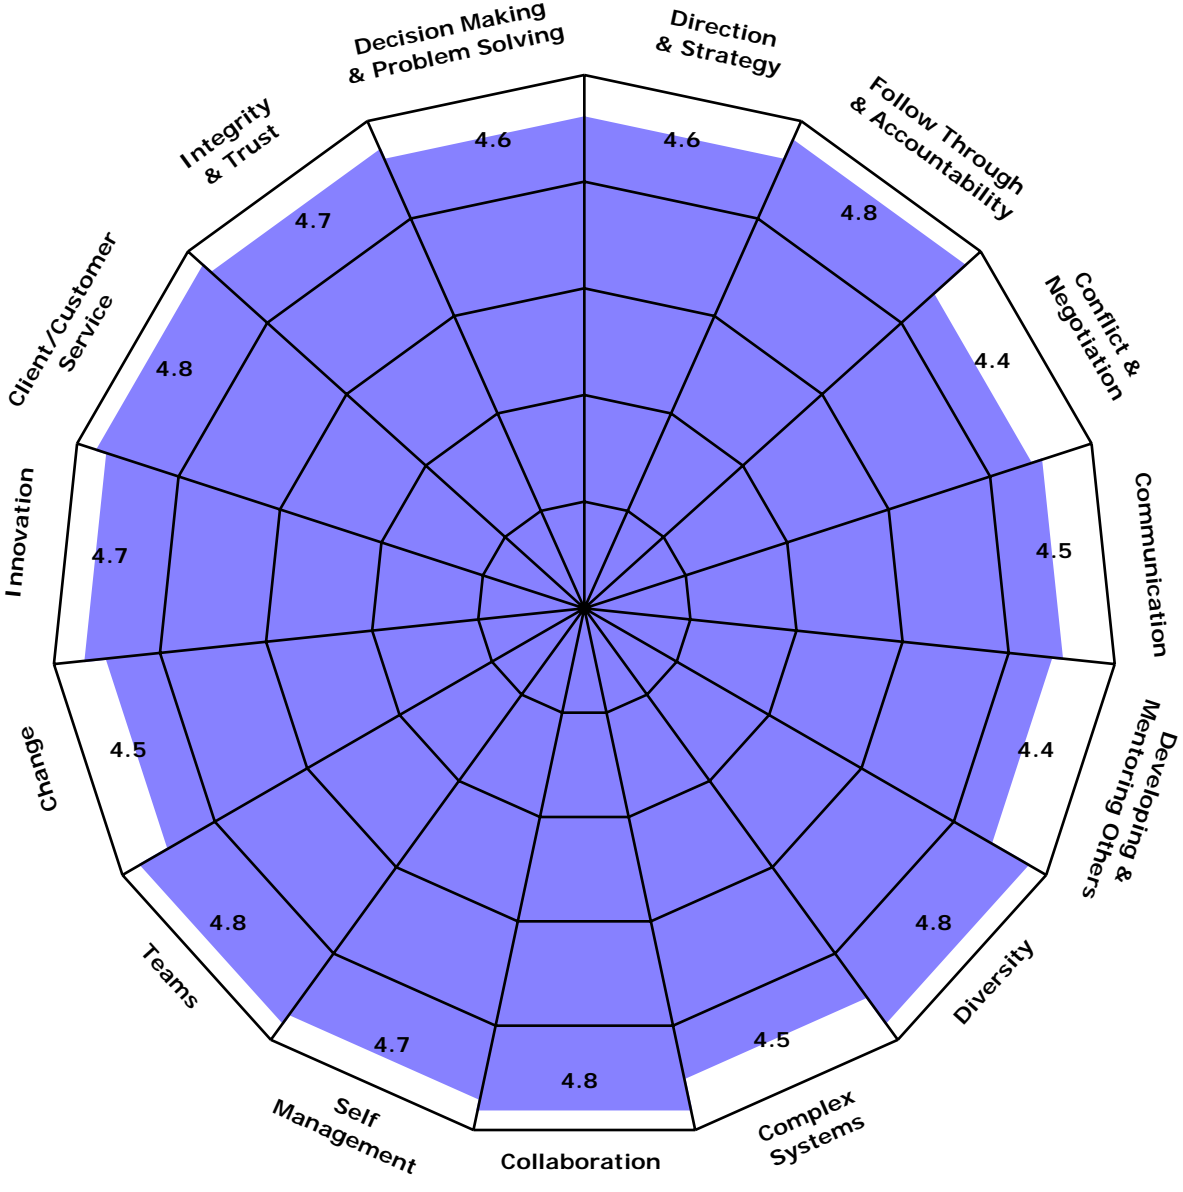 Decision Making
& Problem Solving
Direction
& Strategy
Follow Through
& Accountability
Conflict &
Negotiation
Communication
Developing &
Mentoring Others
Diversity
Complex
Systems
Collaboration
Self
Management
Teams
Change
Innovation
Client/Customer
Service
Integrity
& Trust
4.6
4.6
4.8
4.4
4.5
4.4
4.8
4.5
4.8
4.7
4.8
4.5
4.7
4.8
4.7